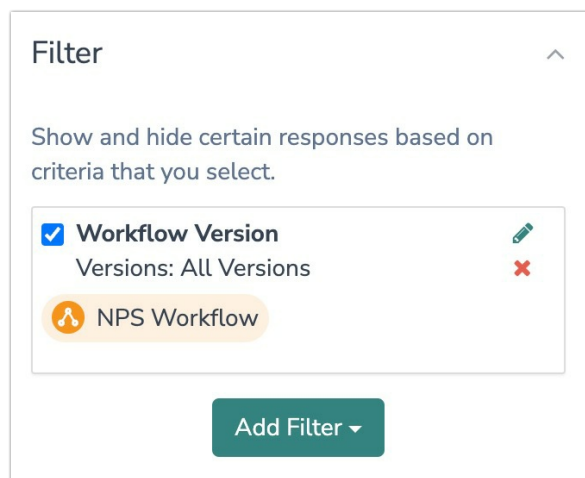 Filter
Show and hide certain responses based on
criteria that you select.
Workflow Version
Versions: All Versions
NPS Workflow
Add Filter